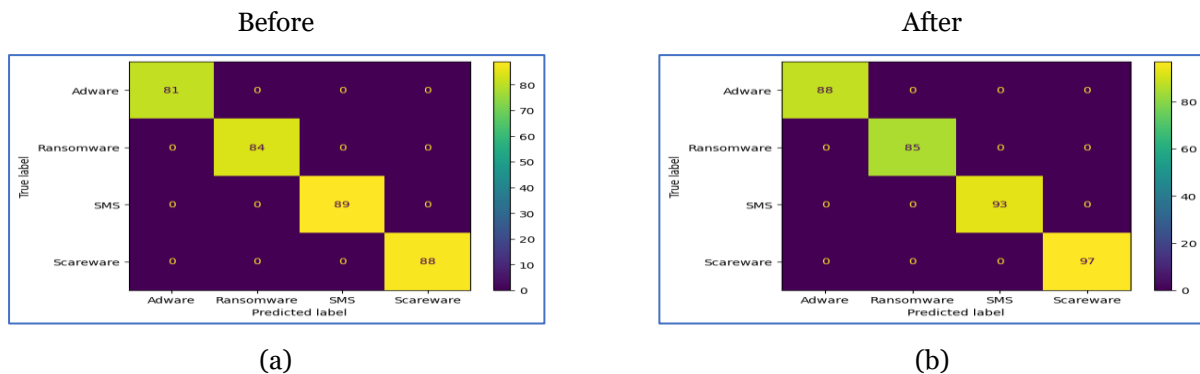 Before
After
Adware
Ransomware
SMS
Scareware
True label
81 0 0 0
0 84 0 0
0 0 89 0
0 0 0 88
Adware Ransomware SMS Scareware
Predicted label
80
70
60
50
40
30
20
10
0
Adware
Ransomware
SMS
Scareware
True label
88 0 0 0
0 85 0 0
0 0 93 0
0 0 0 97
Adware Ransomware SMS Scareware
Predicted label
80
60
40
20
0
(a)
(b)